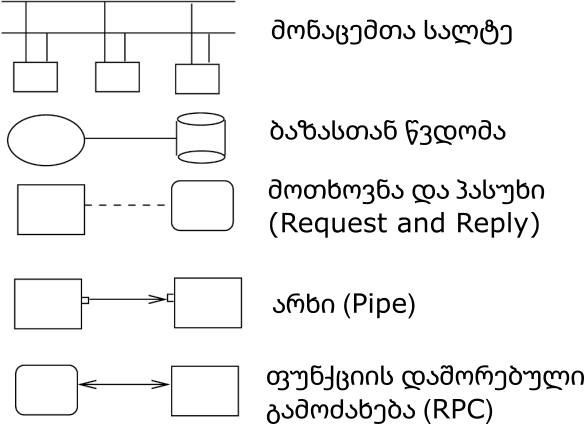 მონაცემთა სალტე
ბაზასთან წვდომა
მოთხოვნა და პასუხი
(Request and Reply)
არხი (Pipe)
ფუნქციის დაშორებული
გამოძახება (RPC)